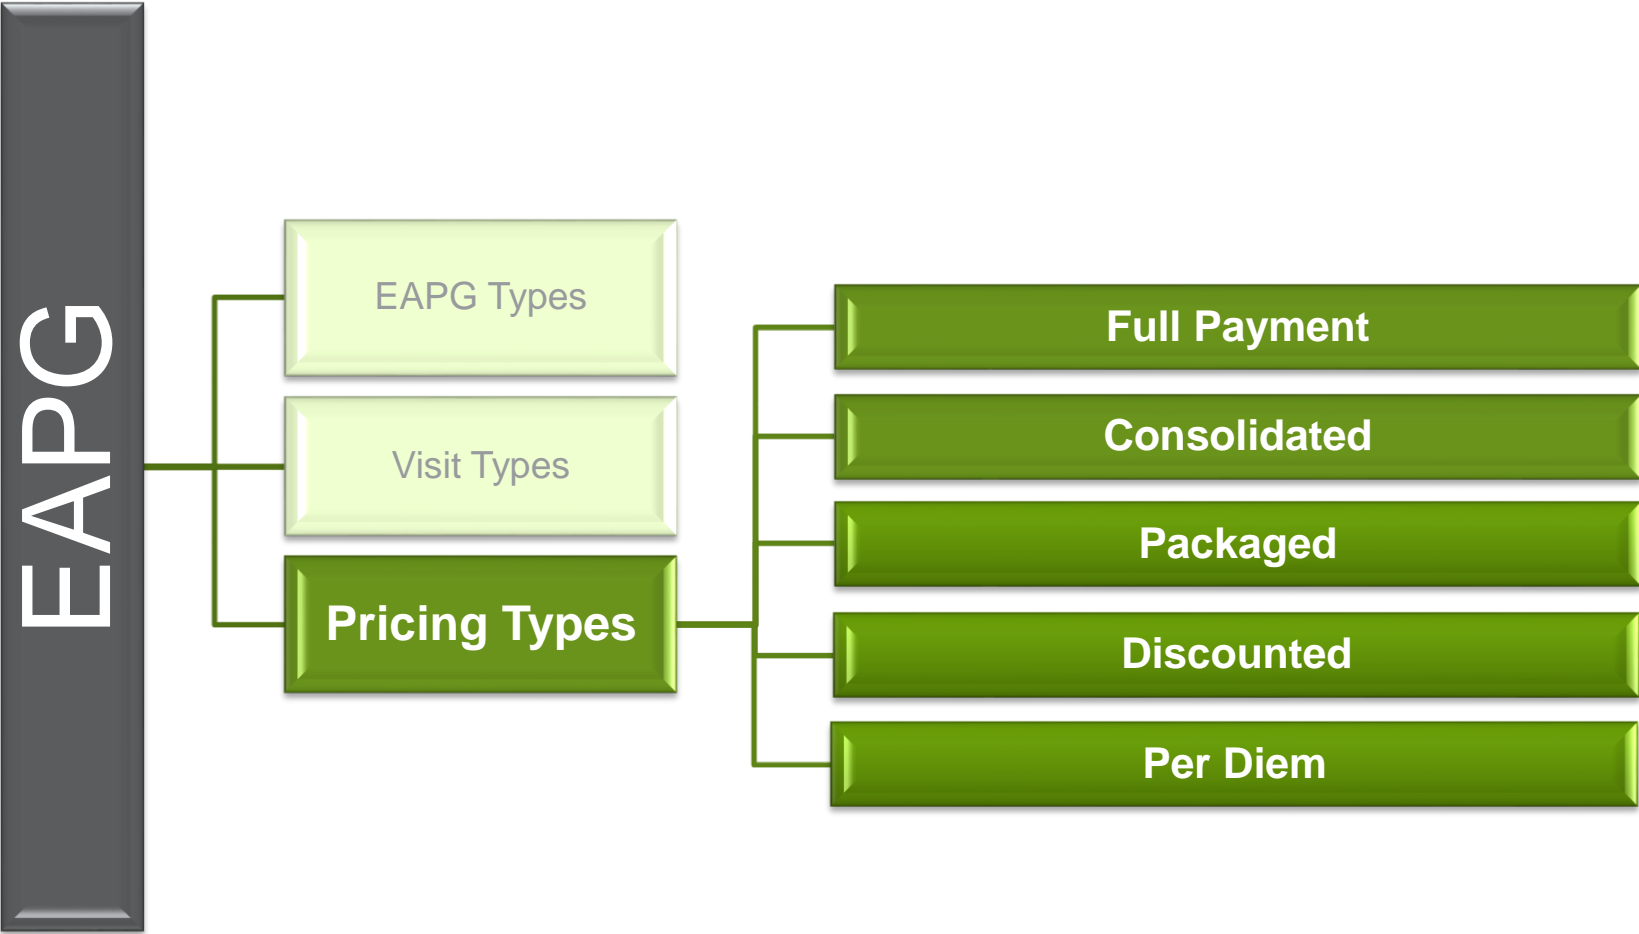 EAPG
EAPG Types
Visit Types
Pricing Types
Full Payment
Consolidated
Packaged
Discounted
Per Diem